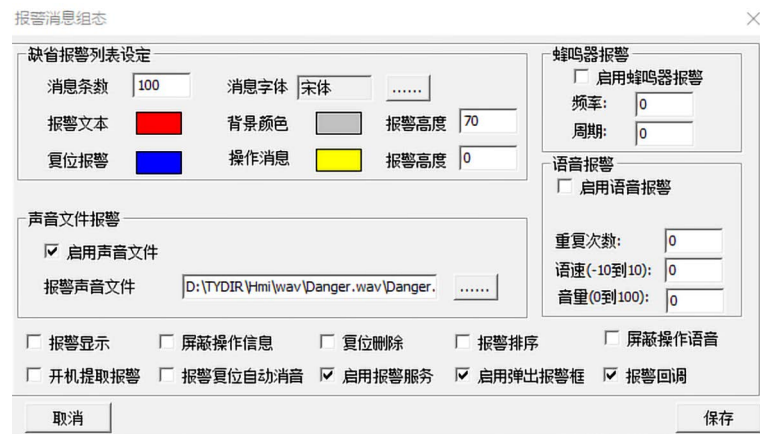 报警消息组态
缺省报警列表设定
消息条数 100 消息字体 宋体 ......
报警文本 背景颜色 报警高度 70
复位报警 操作消息 报警高度 0
声音文件报警
启用声音文件
报警声音文件 D:\TYDIR\Hmi\wav\Danger.wav\Danger. ......
蜂鸣器报警
启用蜂鸣器报警
频率: 0
周期: 0
语音报警
启用语音报警
重复次数: 0
语速(-10到10): 0
音量(0到100): 0
报警显示 屏蔽操作信息 复位删除 报警排序 屏蔽操作语音
开机提取报警 报警复位自动消音 启用报警服务 启用弹出报警框 报警回调
取消 保存